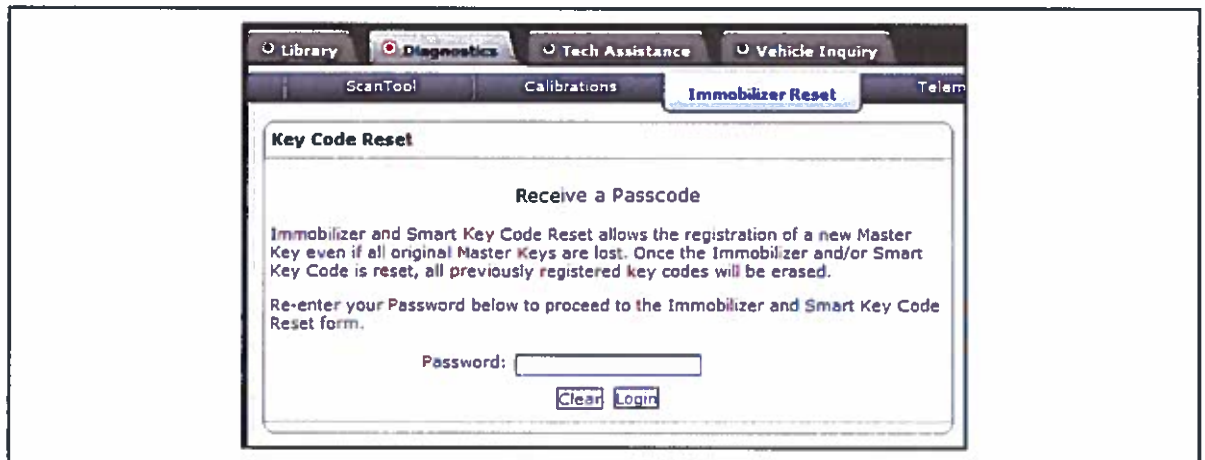 Library Diagnostics Tech Assistance Vehicle Inquiry
ScanTool Calibrations Immobilizer Reset Telem
Key Code Reset
Receive a Passcode
Immobilizer and Smart Key Code Reset allows the registration of a new Master
Key even if all original Master Keys are lost. Once the Immobilizer and/or Smart
Key Code is reset, all previously registered key codes will be erased.
Re-enter your Password below to proceed to the Immobilizer and Smart Key Code
Reset form.
Password:
Clear Login